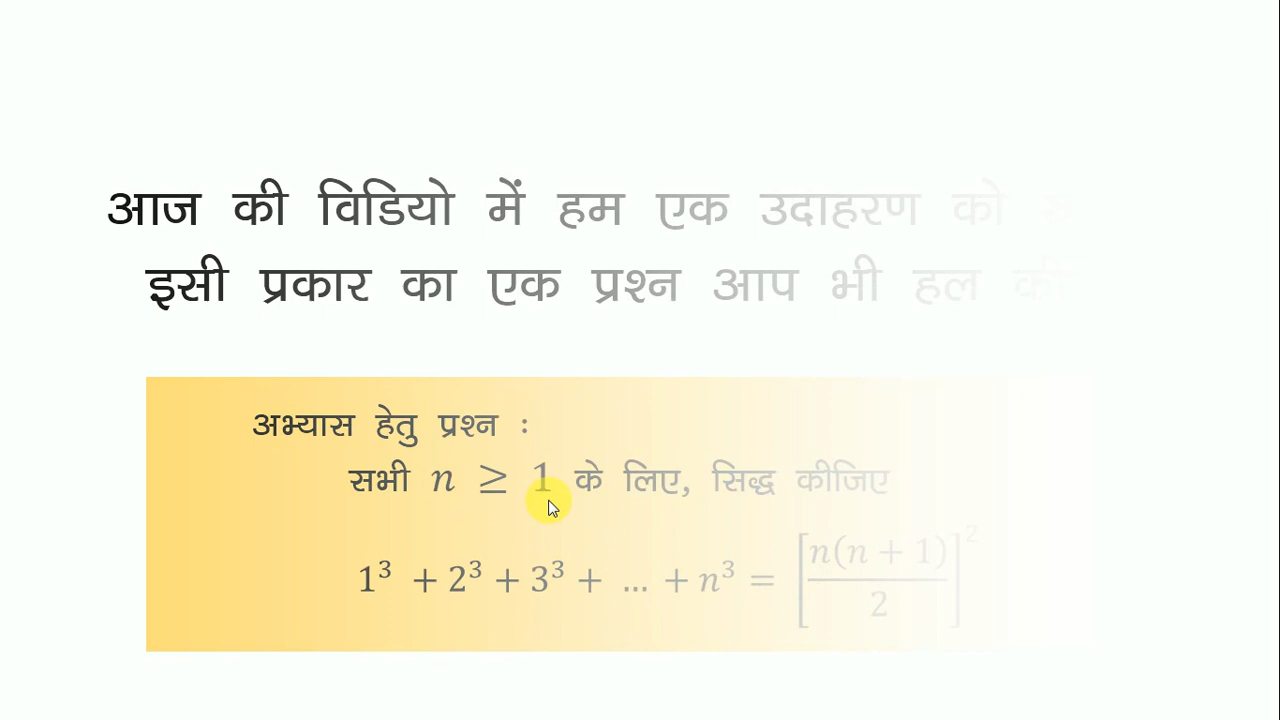 आज की विडियो में हम एक उदाहरण को
इसी प्रकार का एक प्रश्न आप भी हल
अभ्यास हेतु प्रश्न :
सभी n ≥ 1 के लिए, सिद्ध कीजिए
1³ + 2³ + 3³ + ... + n³ = [n(n + 1)/2]²